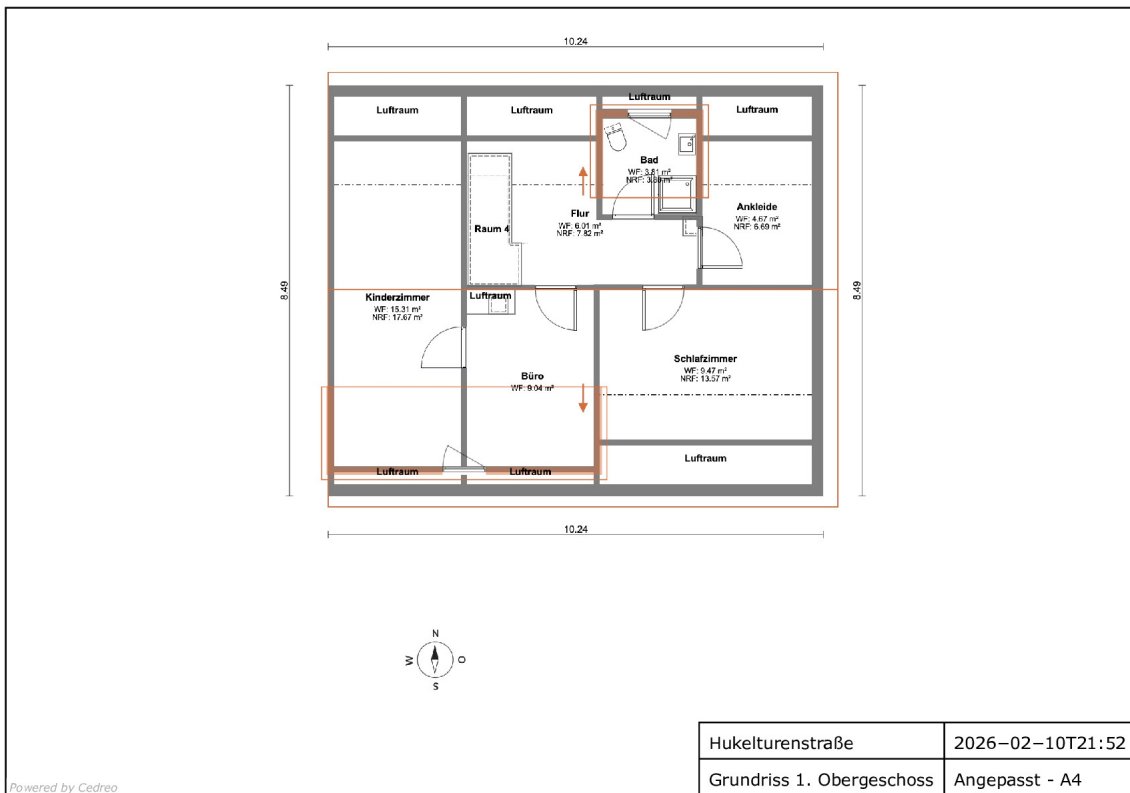 10.24
Luftraum
Luftraum
Luftraum
Luftraum
Bad
WF: 3.81 m²
Ankleide
WF: 4.67 m²
NRF: 6.69 m²
Flur
WF: 6.01 m²
NRF: 7.82 m²
Raum 4
8.49
8.49
Kinderzimmer
WF: 15.31 m²
NRF: 17.67 m²
Luftraum
Büro
WF: 9.04 m²
Schlafzimmer
WF: 9.47 m²
NRF: 13.57 m²
Luftraum
Luftraum
Luftraum
10.24
N
W
O
S
Hukelturenstraße
2026-02-10T21:52
Grundriss 1. Obergeschoss
Angepasst - A4
Powered by Cedreo